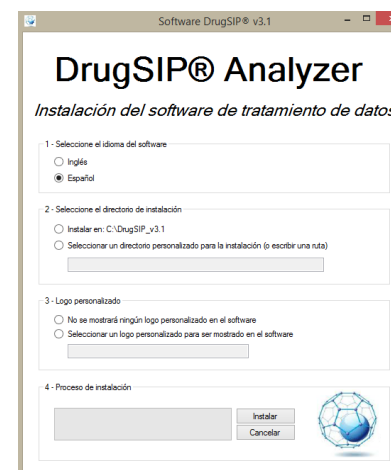 Software DrugSIP® v3.1
DrugSIP® Analyzer
Instalación del software de tratamiento de datos
1 - Seleccione el idioma del software
Inglés
Español
2 - Seleccione el directorio de instalación
Instalar en: C:\DrugSIP_v3.1
Seleccionar un directorio personalizado para la instalación (o escribir una ruta)
3 - Logo personalizado
No se mostrará ningún logo personalizado en el software
Seleccionar un logo personalizado para ser mostrado en el software
4 - Proceso de instalación
Instalar
Cancelar